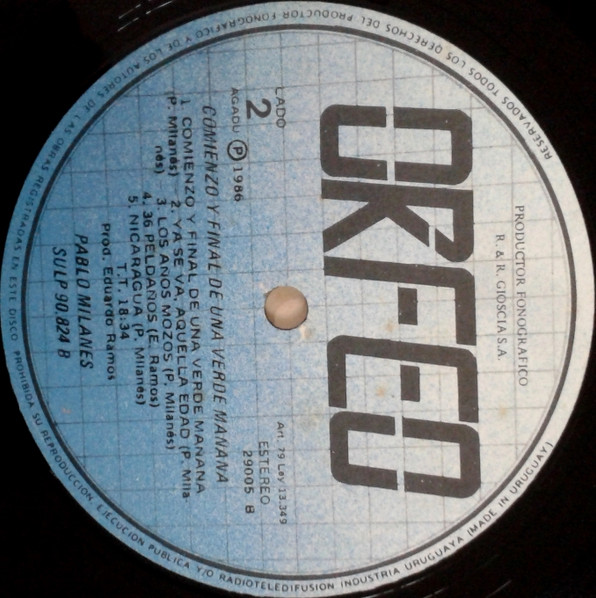 RESERVADOS TODOS LOS DERECHOS DEL PRODUCTOR FONOGRAFICO Y DE LOS AUTORES DE LAS OBRAS REGISTRADAS EN ESTE DISCO PROHIBIDA SU REPRODUCCION, EJECUCION PUBLICA Y/O RADIOTELEDIFUSION INDUSTRIA URUGUAYA (MADE IN URUGUAY)
PRODUCTOR FONOGRAFICO
R. & R. GIOSCIA S.A.
ORFEO
LADO
2
AGADU Ⓟ 1986
Art. 79 Ley 13.349
ESTEREO
29005 B
COMIENZO Y FINAL DE UNA VERDE MAÑANA
1. COMIENZO Y FINAL DE UNA VERDE MAÑANA
(P. Milanés) 2. YA SE VA, AQUELLA EDAD (P. Mila-
nés) 3. LOS AÑOS MOZOS (P. Milanés)
4. 36 PELDAÑOS (E. Ramos)
5. NICARAGUA (P. Milanés)
T.T. 18:34
Prod. Eduardo Ramos
PABLO MILANES
SULP 90.824 B